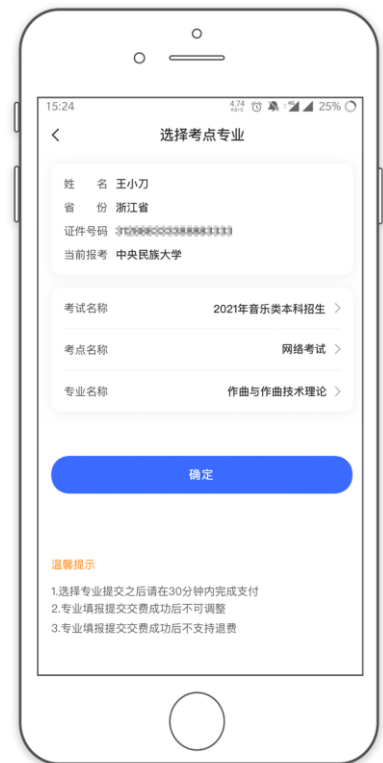 15:24 4.74 KB/S 25%
选择考点专业
姓 名 王小刀
省 份 浙江省
证件号码
当前报考 中央民族大学
考试名称 2021年音乐类本科招生
考点名称 网络考试
专业名称 作曲与作曲技术理论
确定
温馨提示
1.选择专业提交之后请在30分钟内完成支付
2.专业填报提交交费成功后不可调整
3.专业填报提交交费成功后不支持退费